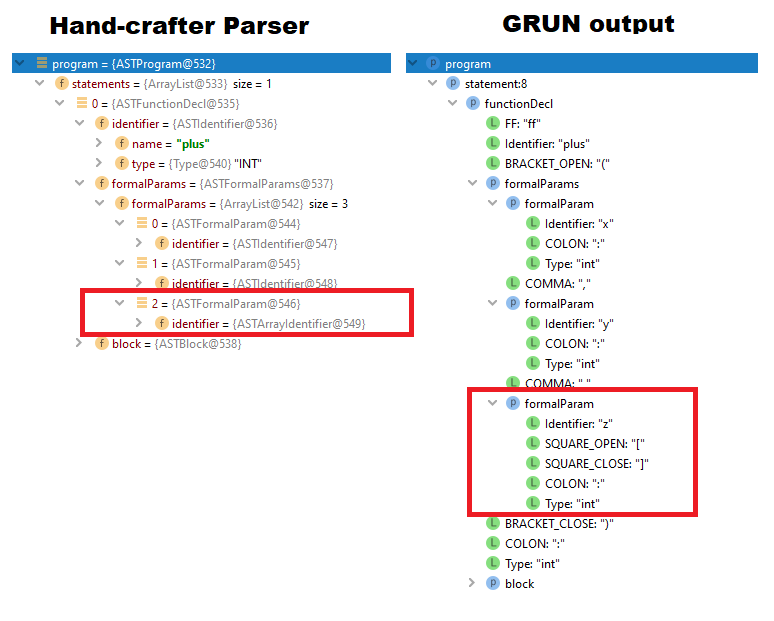 Hand-crafter Parser
program = {ASTProgram@532}
statements = {ArrayList@533} size = 1
0 = {ASTFunctionDecl@535}
f identifier = {ASTIdentifier@536}
f name = "plus"
f type = {Type@540} "INT"
f formalParams = {ASTFormalParams@537}
f formalParams = {ArrayList@542} size = 3
0 = {ASTFormalParam@544}
f identifier = {ASTIdentifier@547}
1 = {ASTFormalParam@545}
f identifier = {ASTIdentifier@548}
2 = {ASTFormalParam@546}
f identifier = {ASTArrayIdentifier@549}
f block = {ASTBlock@538}
GRUN output
p program
p statement:8
p functionDecl
L FF: "ff"
L Identifier: "plus"
L BRACKET_OPEN: "("
p formalParams
p formalParam
L Identifier: "x"
L COLON: ":"
L Type: "int"
L COMMA: ","
p formalParam
L Identifier: "y"
L COLON: ":"
L Type: "int"
L COMMA: ","
p formalParam
L Identifier: "z"
L SQUARE_OPEN: "["
L SQUARE_CLOSE: "]"
L COLON: ":"
L Type: "int"
L BRACKET_CLOSE: ")"
L COLON: ":"
L Type: "int"
p block